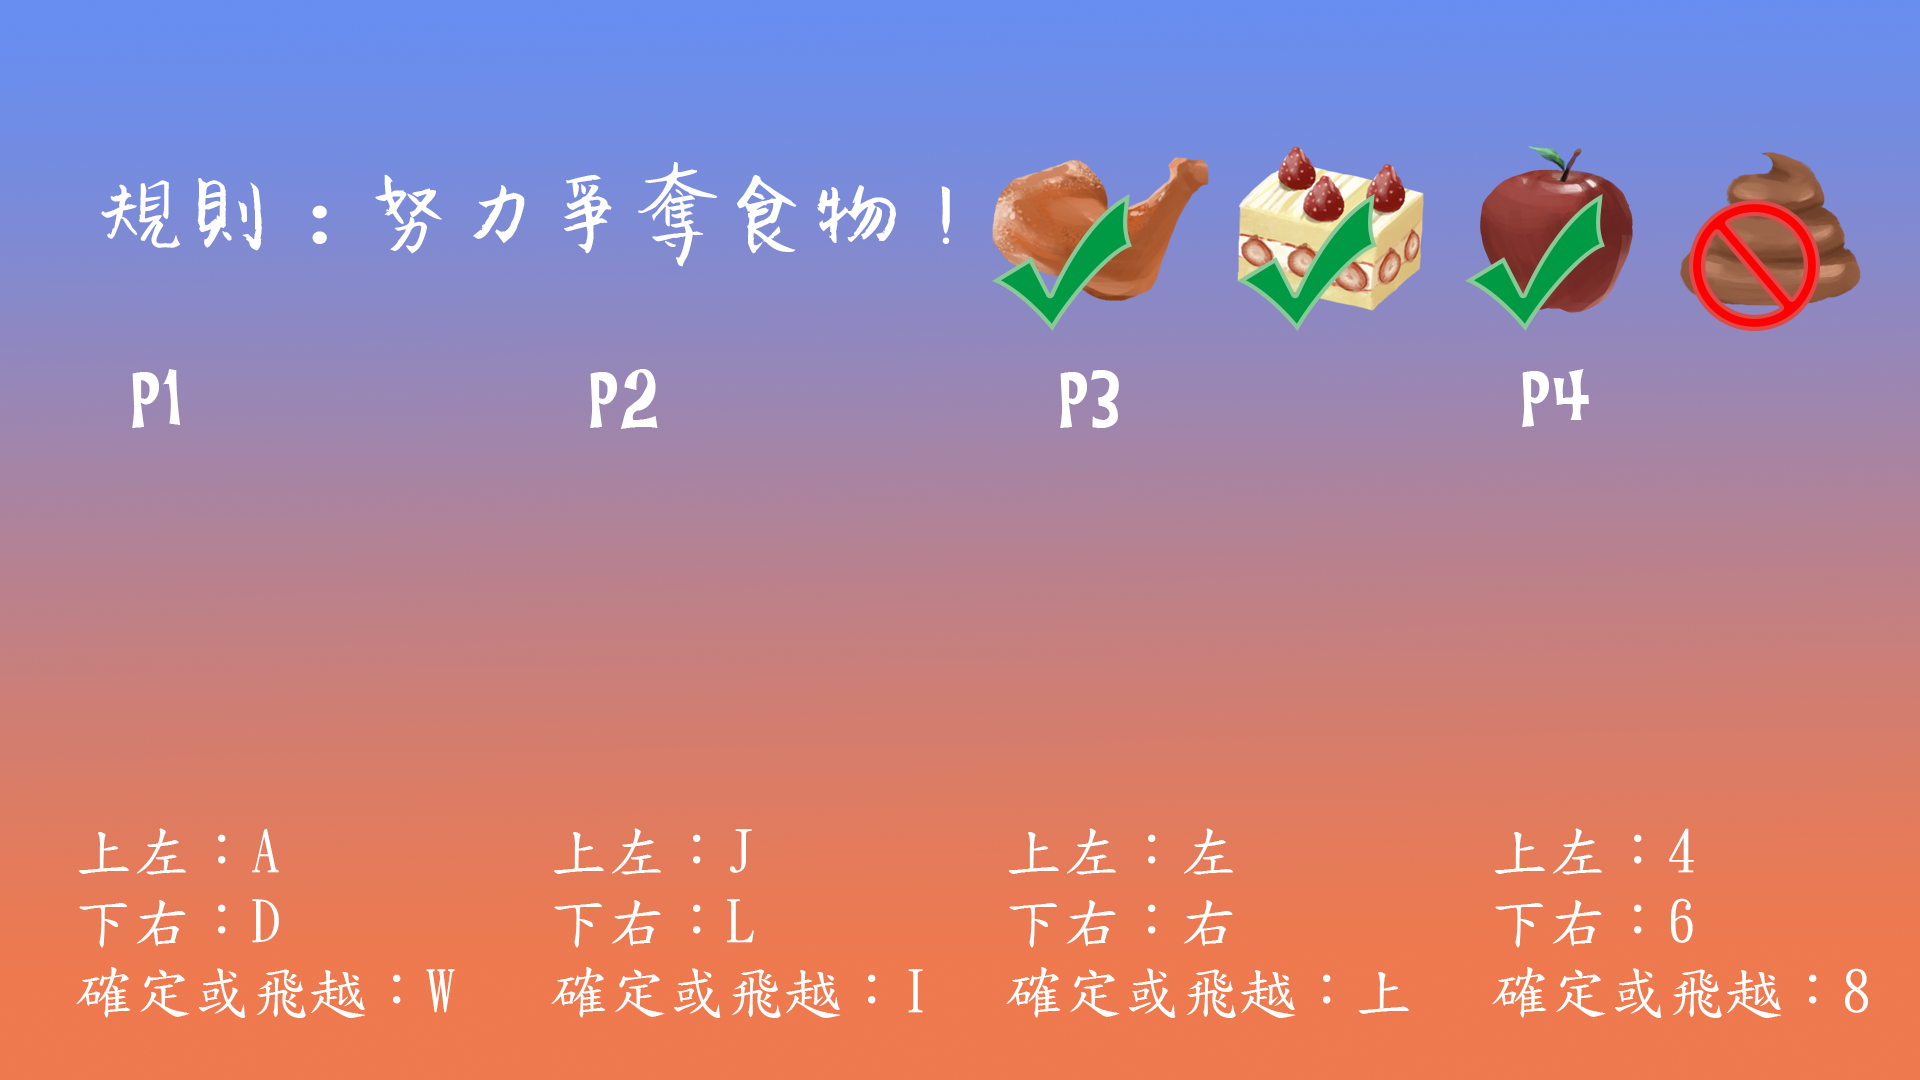 規則：努力爭奪食物！
P1 P2 P3 P4
上左：A 上左：J 上左：左 上左：4
下右：D 下右：L 下右：右 下右：6
確定或飛越：W 確定或飛越：I 確定或飛越：上 確定或飛越：8